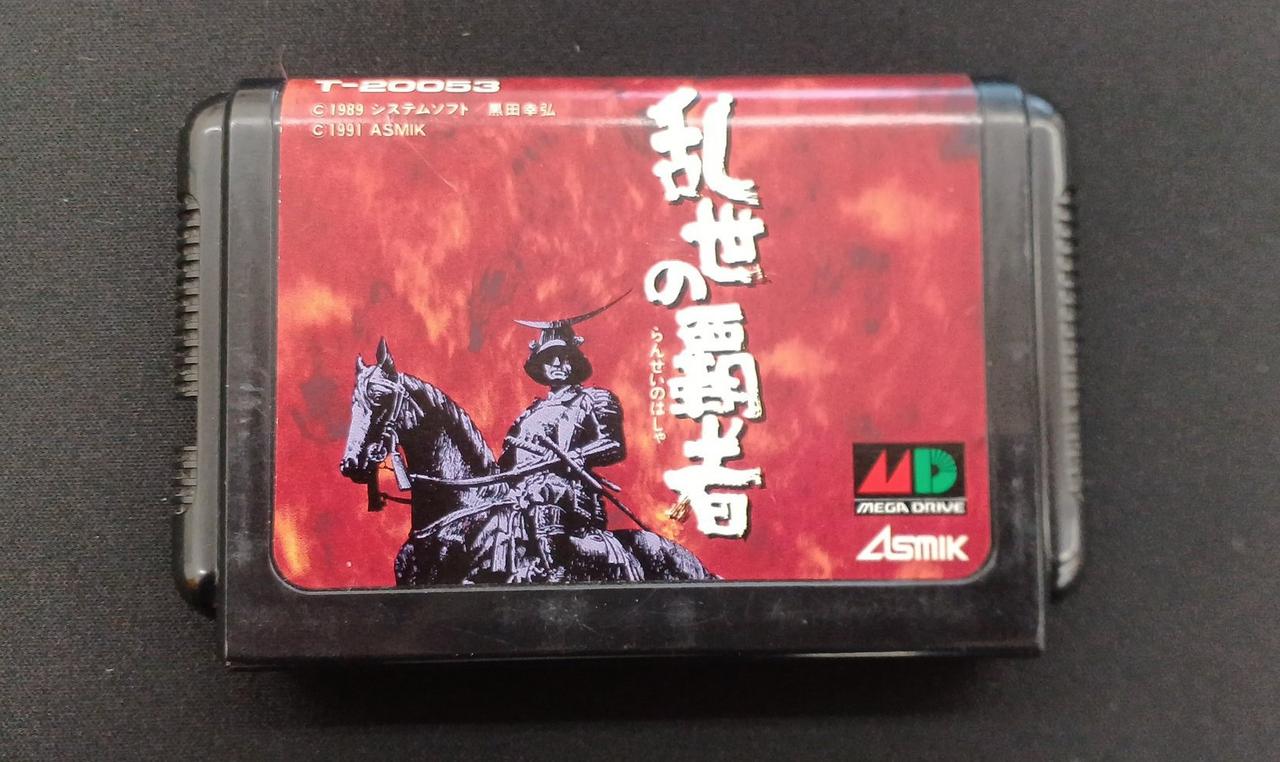 T-20053
© 1989 システムソフト／黒田幸弘
© 1991 ASMIK
乱世の覇者
らんせいのはしゃ
MD
MEGA DRIVE
ASMIK